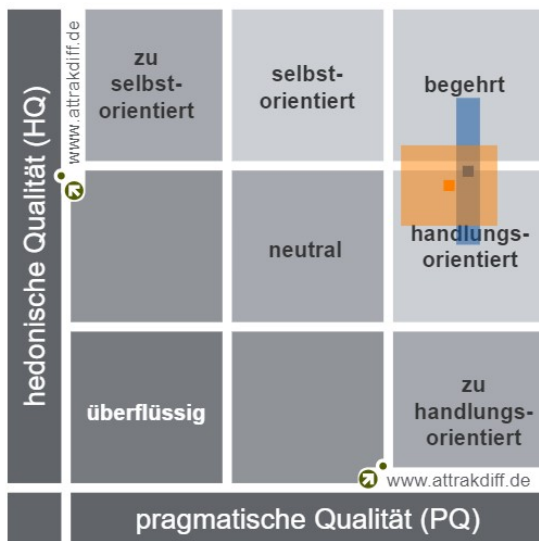 hedonische Qualität (HQ)
www.attrakdiff.de
zu
selbst-
orientiert
selbst-
orientiert
begehrt
neutral
handlungs-
orientiert
überflüssig
zu
handlungs-
orientiert
www.attrakdiff.de
pragmatische Qualität (PQ)